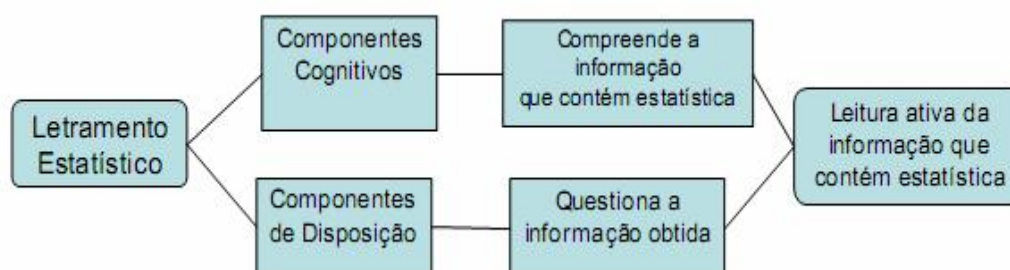 Letramento
Estatístico
Componentes
Cognitivos
Compreende a
informação
que contém estatística
Componentes
de Disposição
Questiona a
informação obtida
Leitura ativa da
informação que
contém estatística